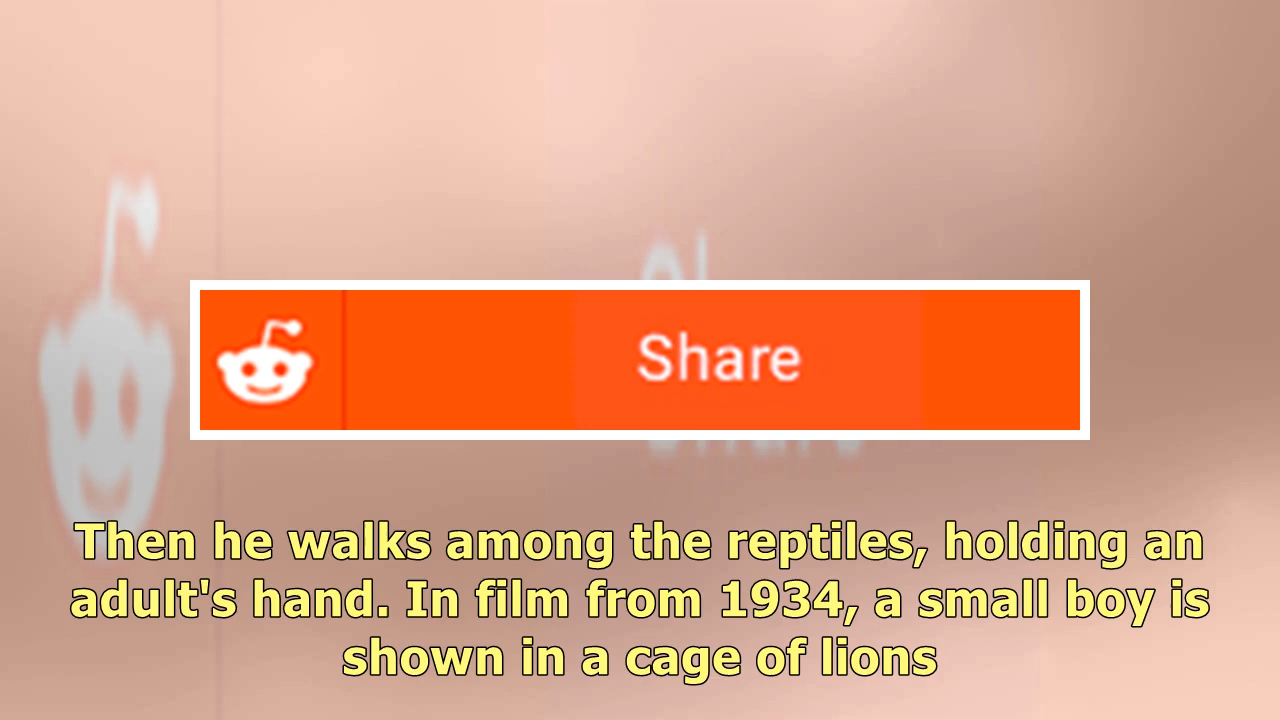 Share
Then he walks among the reptiles, holding an
adult's hand. In film from 1934, a small boy is
shown in a cage of lions